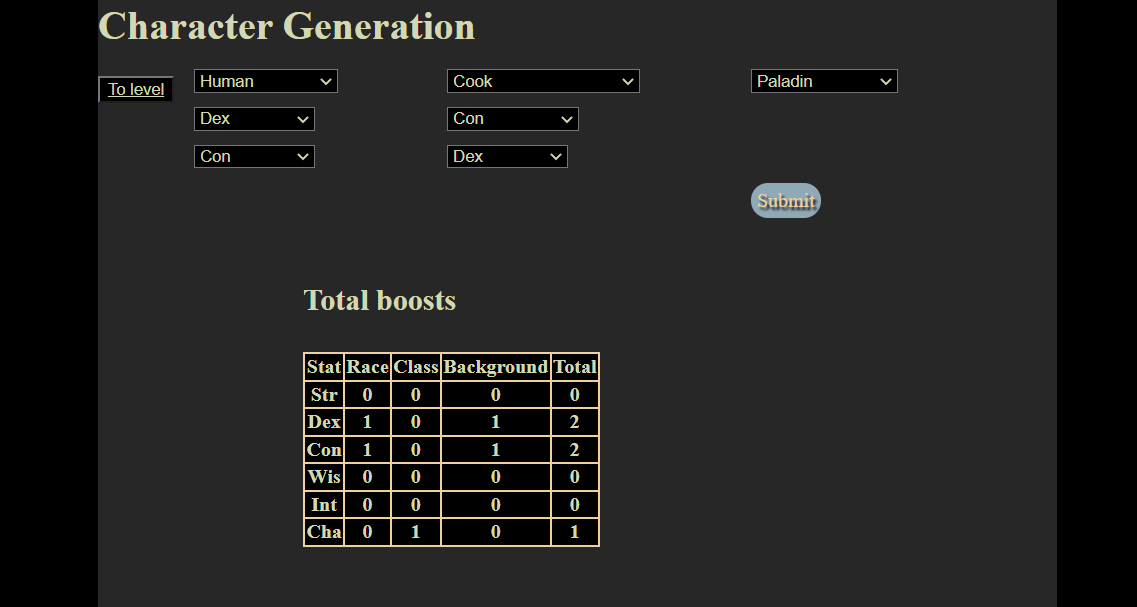 Character Generation
To level Human Cook Paladin
Dex Con
Con Dex
Submit
Total boosts
Stat Race Class Background Total
Str 0 0 0 0
Dex 1 0 1 2
Con 1 0 1 2
Wis 0 0 0 0
Int 0 0 0 0
Cha 0 1 0 1